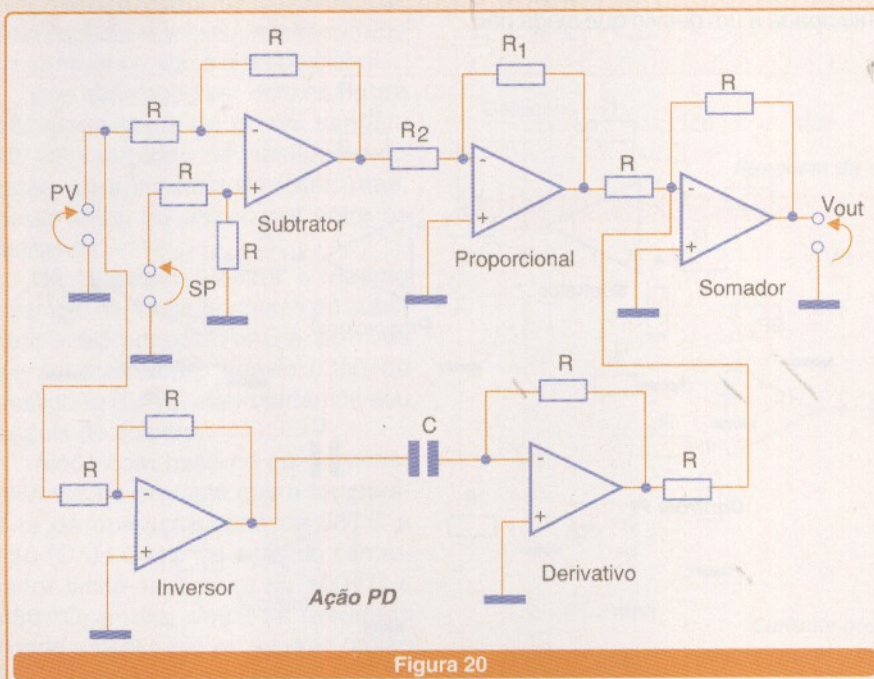 R
R₁
R
R
R₂
R
R
PV
R
SP
Subtrator
Proporcional
Somador
Vout
-
+
-
+
-
+
R
R
C
R
R
-
+
-
+
Inversor
Derivativo
Ação PD
Figura 20